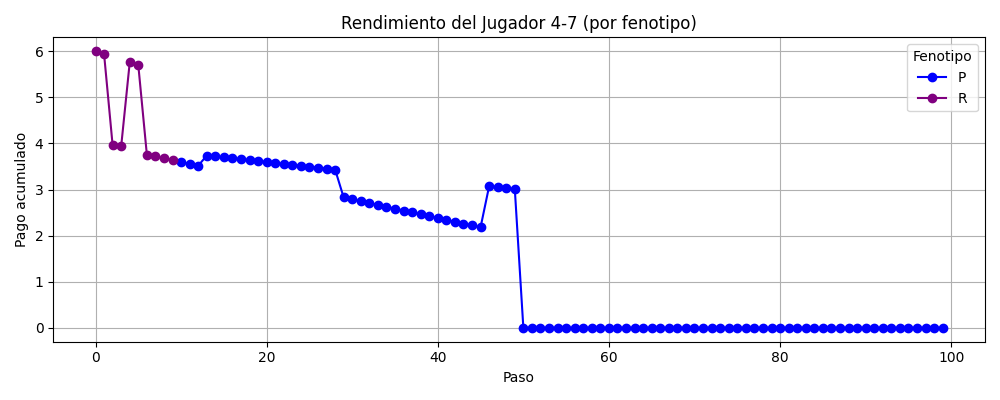 Rendimiento del Jugador 4-7 (por fenotipo)
Pago acumulado
6
5
4
3
2
1
0
Fenotipo
P
R
0 20 40 60 80 100
Paso